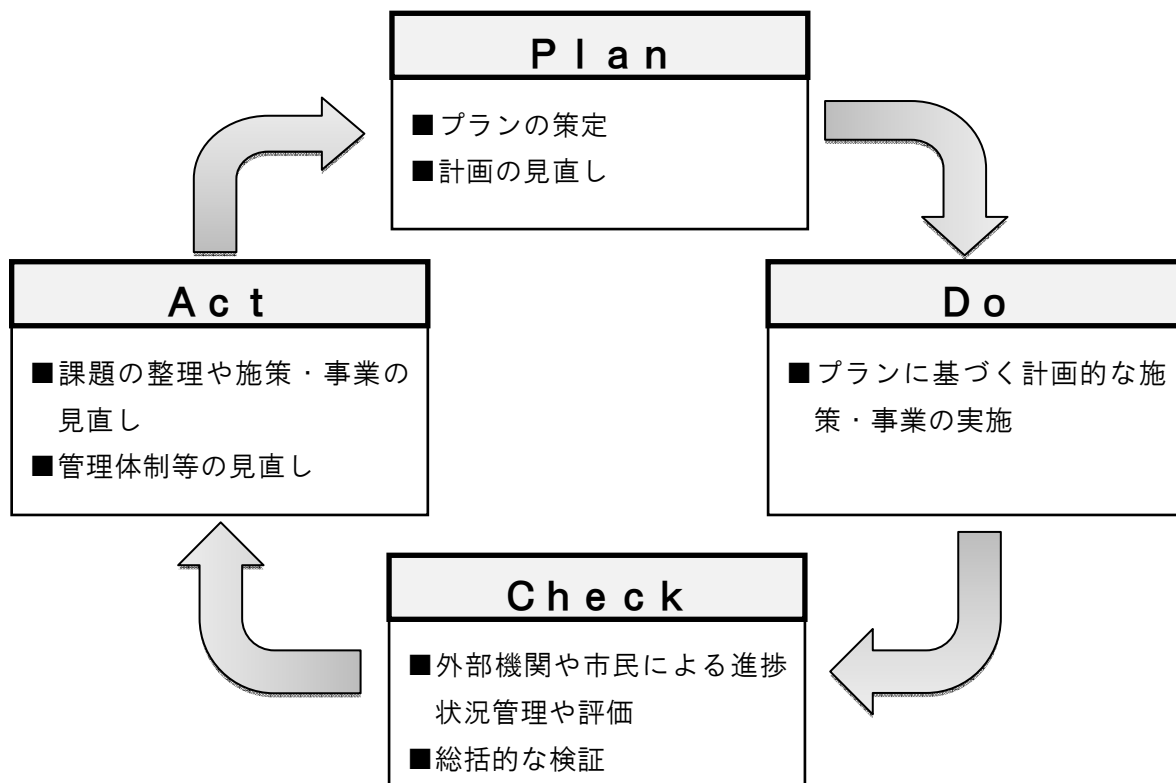 Ｐｌａｎ
■プランの策定
■計画の見直し
Ａｃｔ
■課題の整理や施策・事業の
見直し
■管理体制等の見直し
Ｄｏ
■プランに基づく計画的な施
策・事業の実施
Ｃｈｅｃｋ
■外部機関や市民による進捗
状況管理や評価
■総括的な検証